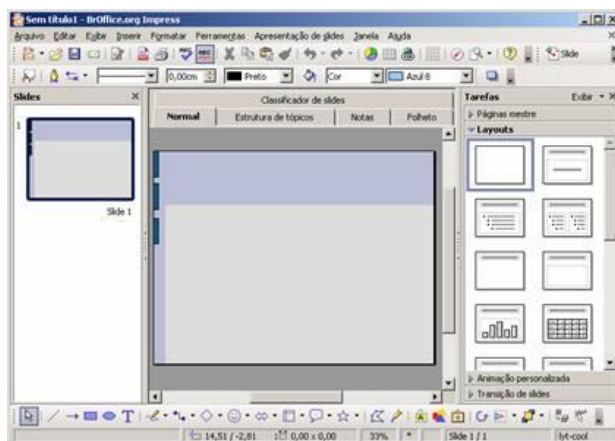 Sem título1 - BrOffice.org Impress
Arquivo Editar Exibir Inserir Formatar Ferramentas Apresentação de slides Janela Ajuda
Slide
0,00cm Preto Cor Azul 8
Slides
Classificador de slides
Normal Estrutura de tópicos Notas Folheto
1
Slide 1
Tarefas Exibir
Páginas mestre
Layouts
Animação personalizada
Transição de slides
14,51 / -2,81 0,00 x 0,00 33% * Slide 1 / 1 lyt-cool